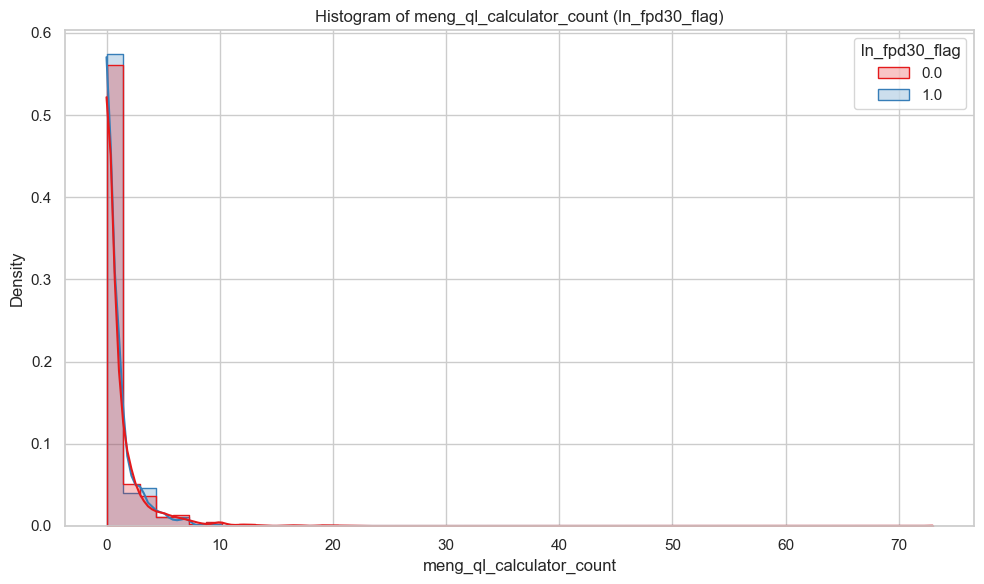 Histogram of meng_ql_calculator_count (ln_fpd30_flag)
ln_fpd30_flag
0.0
1.0
Density
0.6
0.5
0.4
0.3
0.2
0.1
0.0
0 10 20 30 40 50 60 70
meng_ql_calculator_count